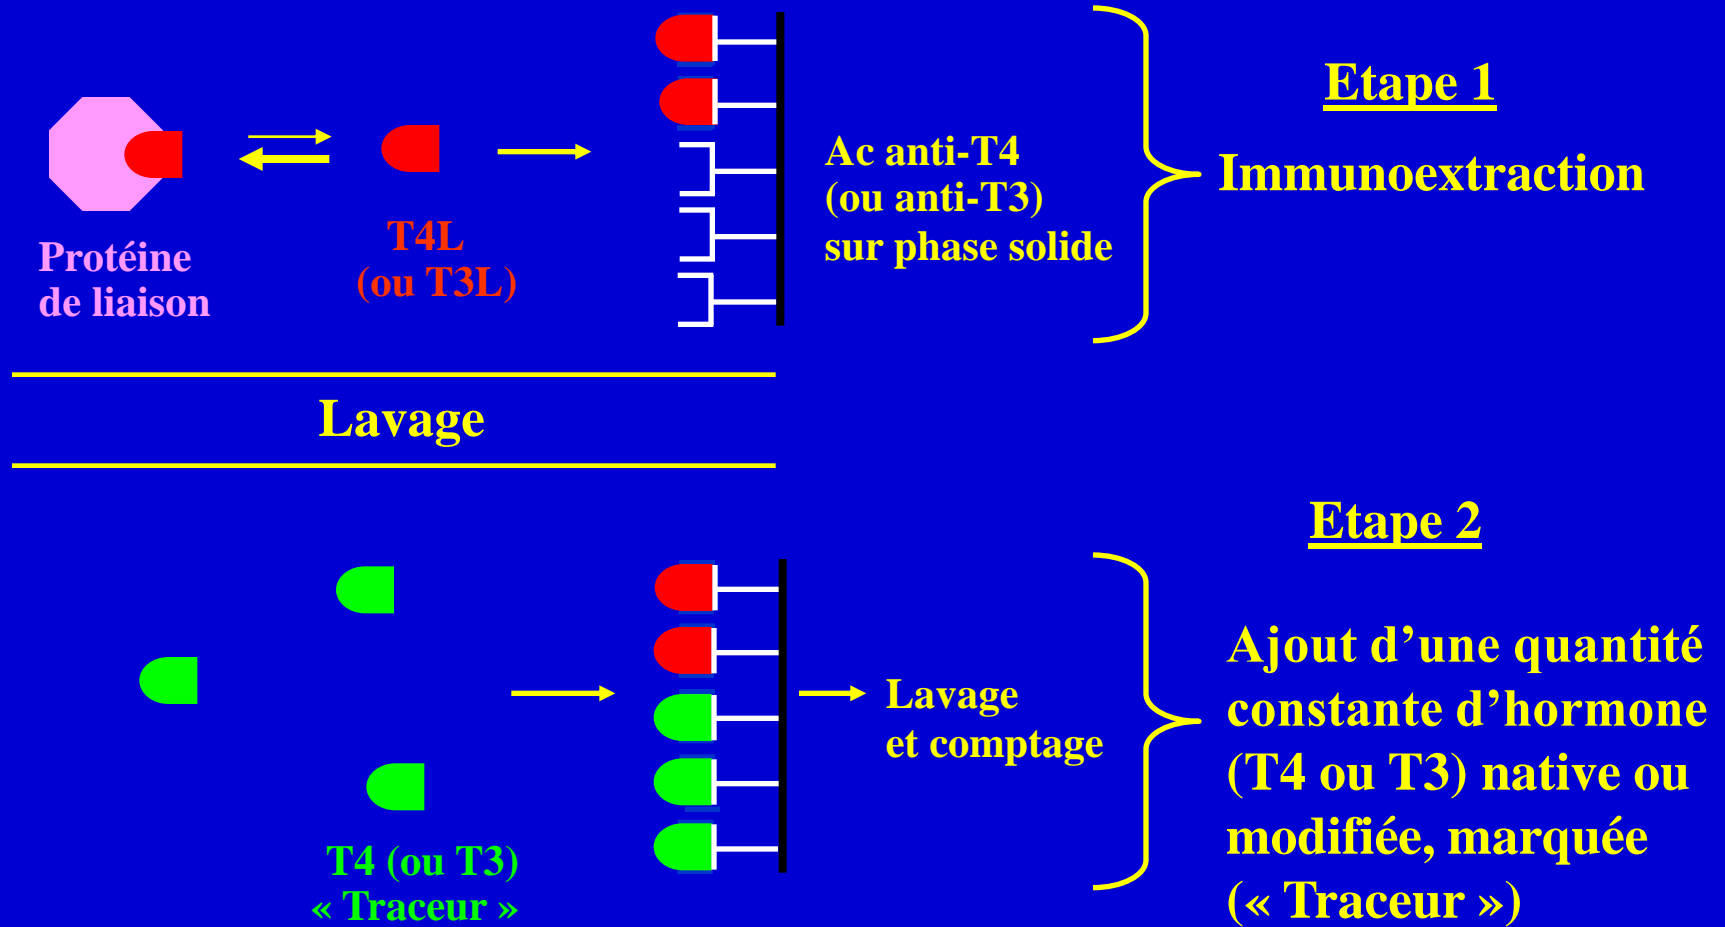 Etape 1
Immunoextraction
Ac anti-T4
(ou anti-T3)
sur phase solide
T4L
(ou T3L)
Protéine
de liaison
Lavage
Etape 2
Ajout d’une quantité
constante d’hormone
(T4 ou T3) native ou
modifiée, marquée
(« Traceur »)
Lavage
et comptage
T4 (ou T3)
« Traceur »